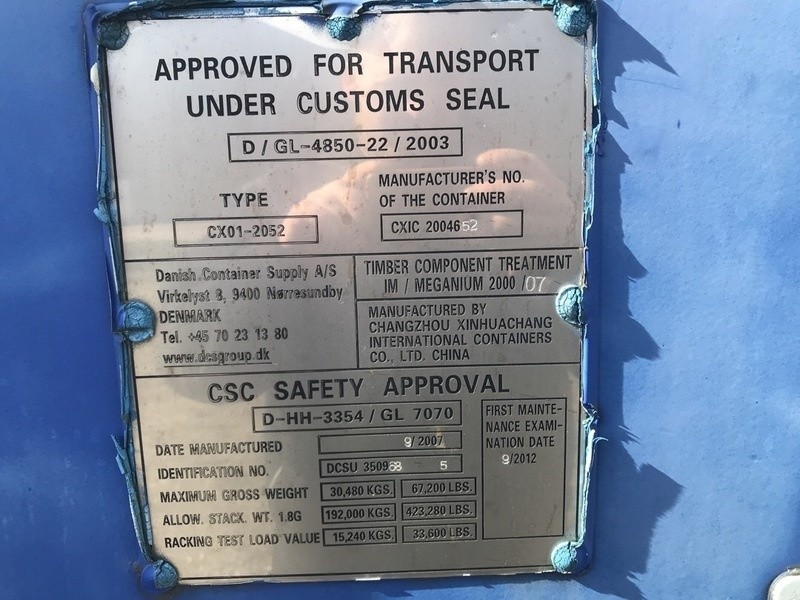 APPROVED FOR TRANSPORT
UNDER CUSTOMS SEAL
D / GL-4850-22 / 2003
TYPE
CX01-2052
MANUFACTURER'S NO.
OF THE CONTAINER
CXIC 2004652
Danish Container Supply A/S
Virkelyst 8, 9400 Nørresundby
DENMARK
Tel. +45 70 23 13 80
www.dcsgroup.dk
TIMBER COMPONENT TREATMENT
IM / MEGANIUM 2000 /07
MANUFACTURED BY
CHANGZHOU XINHUACHANG
INTERNATIONAL CONTAINERS
CO., LTD. CHINA
CSC SAFETY APPROVAL
D-HH-3354 / GL 7070
DATE MANUFACTURED 9/2007
IDENTIFICATION NO. DCSU 350968 5
MAXIMUM GROSS WEIGHT 30,480 KGS. 67,200 LBS.
ALLOW. STACK. WT. 1.8G 192,000 KGS. 423,280 LBS.
RACKING TEST LOAD VALUE 15,240 KGS. 33,600 LBS.
FIRST MAINTE-
NANCE EXAMI-
NATION DATE
9/2012